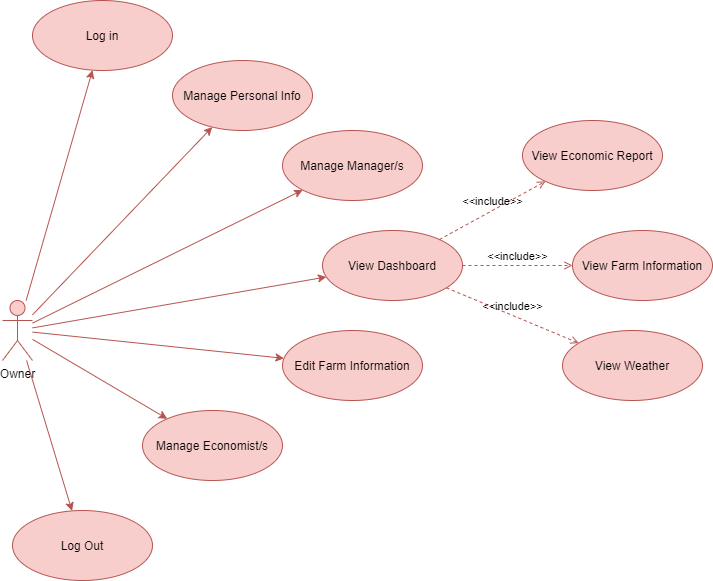 Log in
Manage Personal Info
Manage Manager/s
View Economic Report
<<include>>
View Dashboard
<<include>>
View Farm Information
<<include>>
Edit Farm Information
View Weather
Owner
Manage Economist/s
Log Out